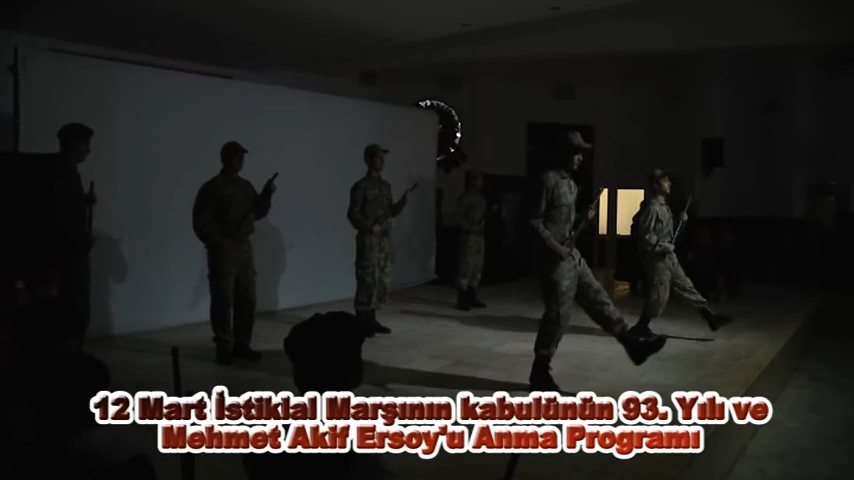 12 Mart İstiklal Marşının kabulünün 93. Yılı ve
Mehmet Akif Ersoy'u Anma Programı